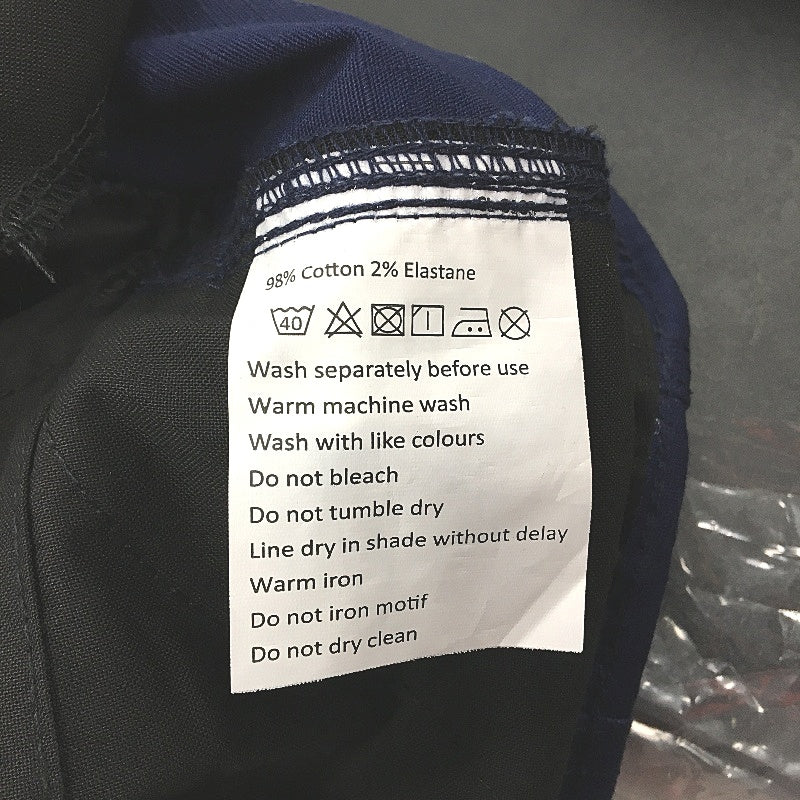 98% Cotton 2% Elastane
40
Wash separately before use
Warm machine wash
Wash with like colours
Do not bleach
Do not tumble dry
Line dry in shade without delay
Warm iron
Do not iron motif
Do not dry clean